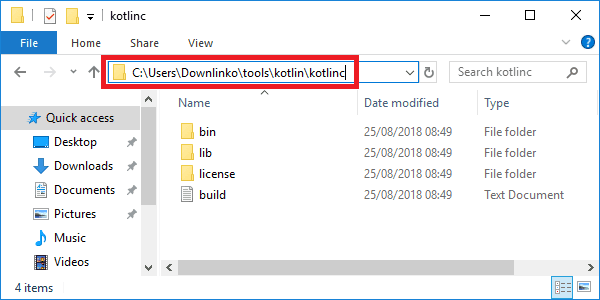 kotlinc
File Home Share View
C:\Users\Downlinko\tools\kotlin\kotlinc
Search kotlinc
Quick access
Desktop
Downloads
Documents
Pictures
Music
Videos
Name Date modified Type
bin 25/08/2018 08:49 File folder
lib 25/08/2018 08:49 File folder
license 25/08/2018 08:49 File folder
build 25/08/2018 08:49 Text Document
4 items